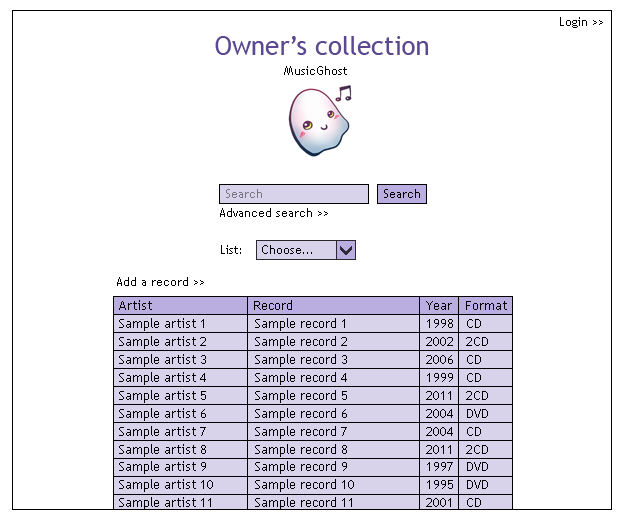 Login >>
Owner's collection
MusicGhost
Search Search
Advanced search >>
List: Choose...
Add a record >>
Artist Record Year Format
Sample artist 1 Sample record 1 1998 CD
Sample artist 2 Sample record 2 2002 2CD
Sample artist 3 Sample record 3 2006 CD
Sample artist 4 Sample record 4 1999 CD
Sample artist 5 Sample record 5 2011 2CD
Sample artist 6 Sample record 6 2004 DVD
Sample artist 7 Sample record 7 2004 CD
Sample artist 8 Sample record 8 2011 2CD
Sample artist 9 Sample record 9 1997 DVD
Sample artist 10 Sample record 10 1995 DVD
Sample artist 11 Sample record 11 2001 CD